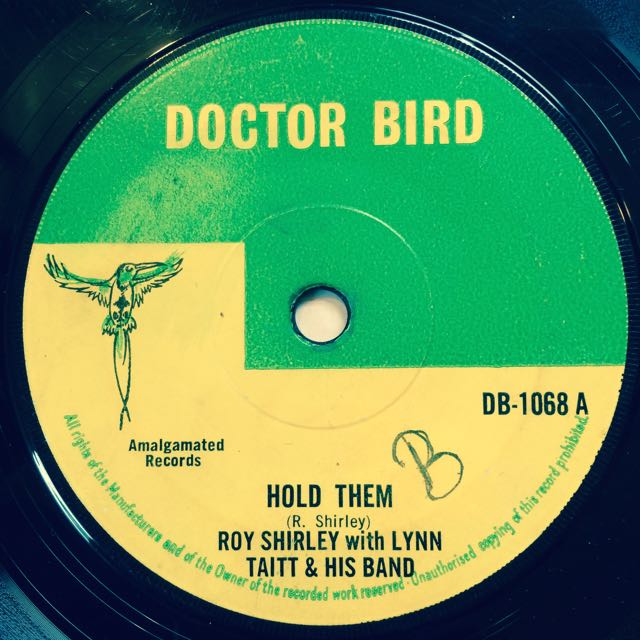 DOCTOR BIRD
DB-1068 A
Amalgamated
Records
B
HOLD THEM
(R. Shirley)
ROY SHIRLEY with LYNN
TAITT & HIS BAND
All rights of the Manufacturers and of the Owner of the recorded work reserved. Unauthorised copying of this record prohibited.